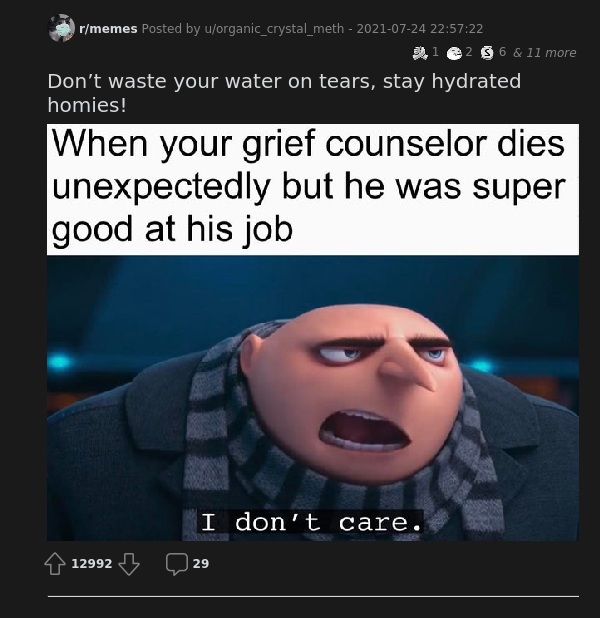 r/memes Posted by u/organic_crystal_meth - 2021-07-24 22:57:22
1 2 S 6 & 11 more
Don’t waste your water on tears, stay hydrated
homies!
When your grief counselor dies
unexpectedly but he was super
good at his job
I don’t care.
12992 29